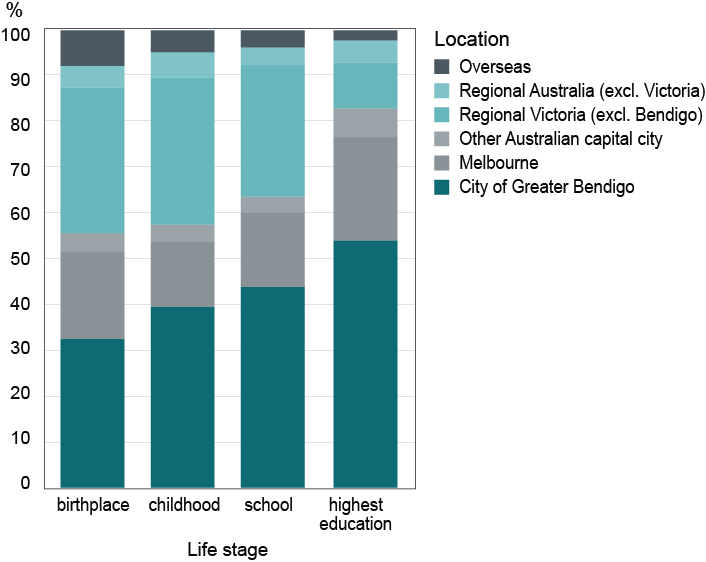 %
100
90
80
70
60
50
40
30
20
10
0
birthplace
childhood
school
highest
education
Life stage
Location
Overseas
Regional Australia (excl. Victoria)
Regional Victoria (excl. Bendigo)
Other Australian capital city
Melbourne
City of Greater Bendigo